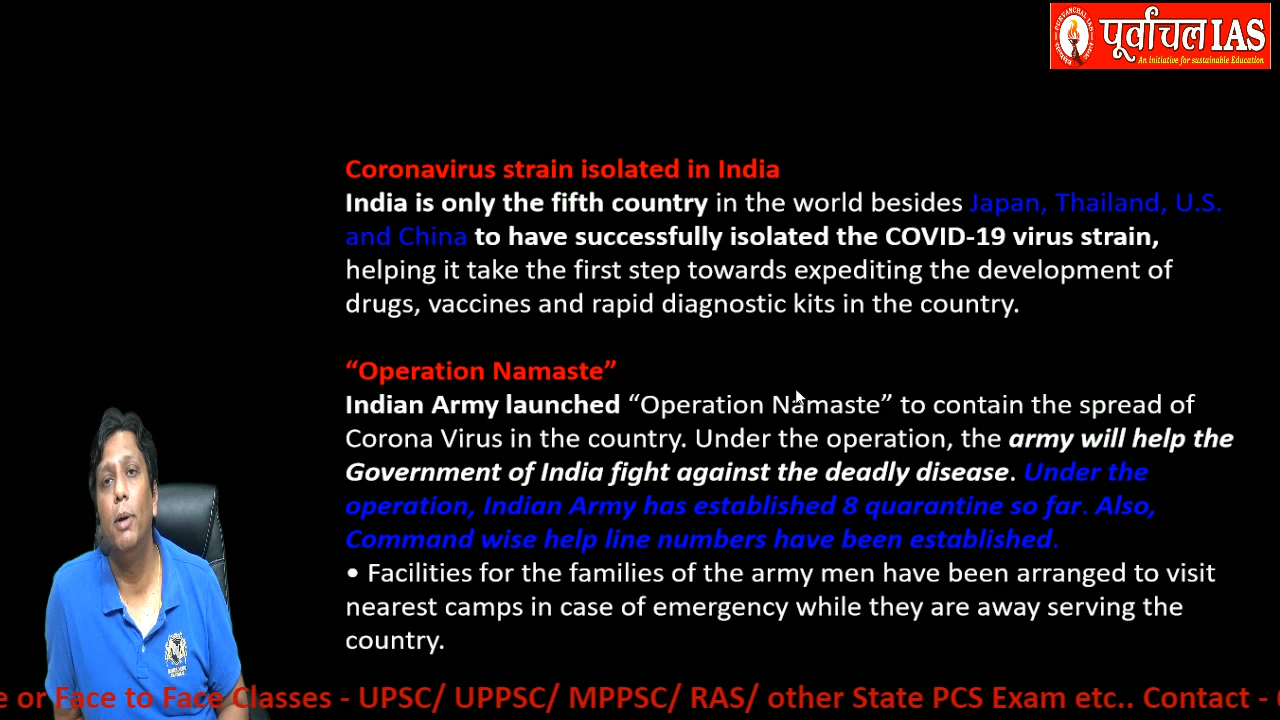 पूर्वांचल IAS
An initiative for sustainable Education
Coronavirus strain isolated in India
India is only the fifth country in the world besides Japan, Thailand, U.S.
and China to have successfully isolated the COVID-19 virus strain,
helping it take the first step towards expediting the development of
drugs, vaccines and rapid diagnostic kits in the country.
“Operation Namaste”
Indian Army launched “Operation Namaste” to contain the spread of
Corona Virus in the country. Under the operation, the army will help the
Government of India fight against the deadly disease. Under the
operation, Indian Army has established 8 quarantine so far. Also,
Command wise help line numbers have been established.
• Facilities for the families of the army men have been arranged to visit
nearest camps in case of emergency while they are away serving the
country.
e or Face to Face Classes - UPSC/ UPPSC/ MPPSC/ RAS/ other State PCS Exam etc.. Contact -